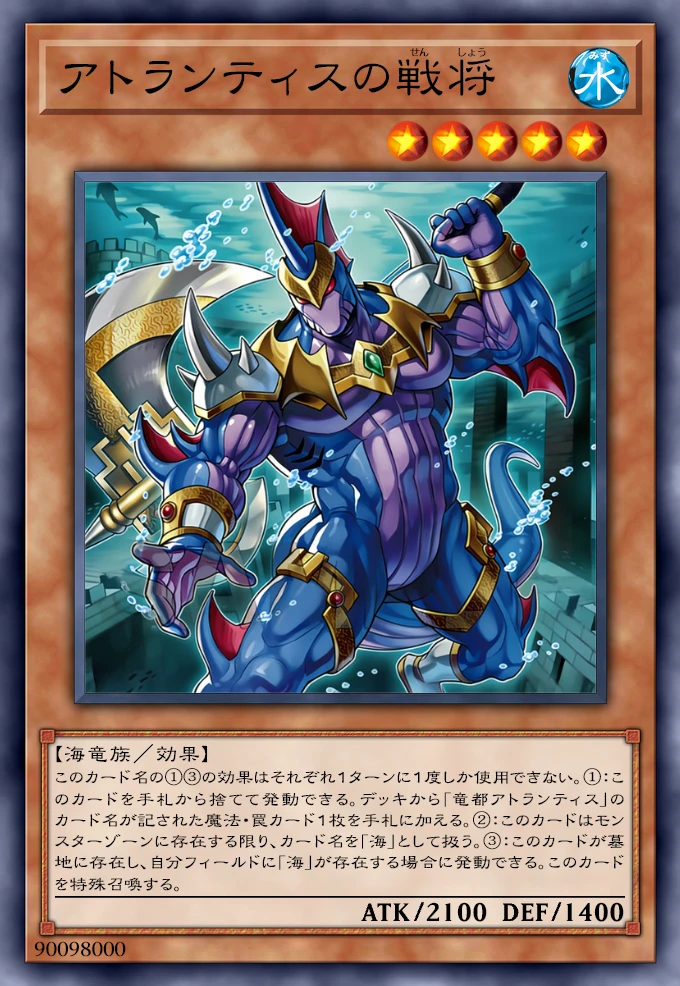 アトランティスの戦将
せん しょう
水
みず
【海竜族／効果】
このカード名の①③の効果はそれぞれ1ターンに1度しか使用できない。①：こ
のカードを手札から捨てて発動できる。デッキから「竜都アトランティス」の
カード名が記された魔法・罠カード1枚を手札に加える。②：このカードはモン
スターゾーンに存在する限り、カード名を「海」として扱う。③：このカードが墓
地に存在し、自分フィールドに「海」が存在する場合に発動できる。このカード
を特殊召喚する。
ATK/2100 DEF/1400
90098000